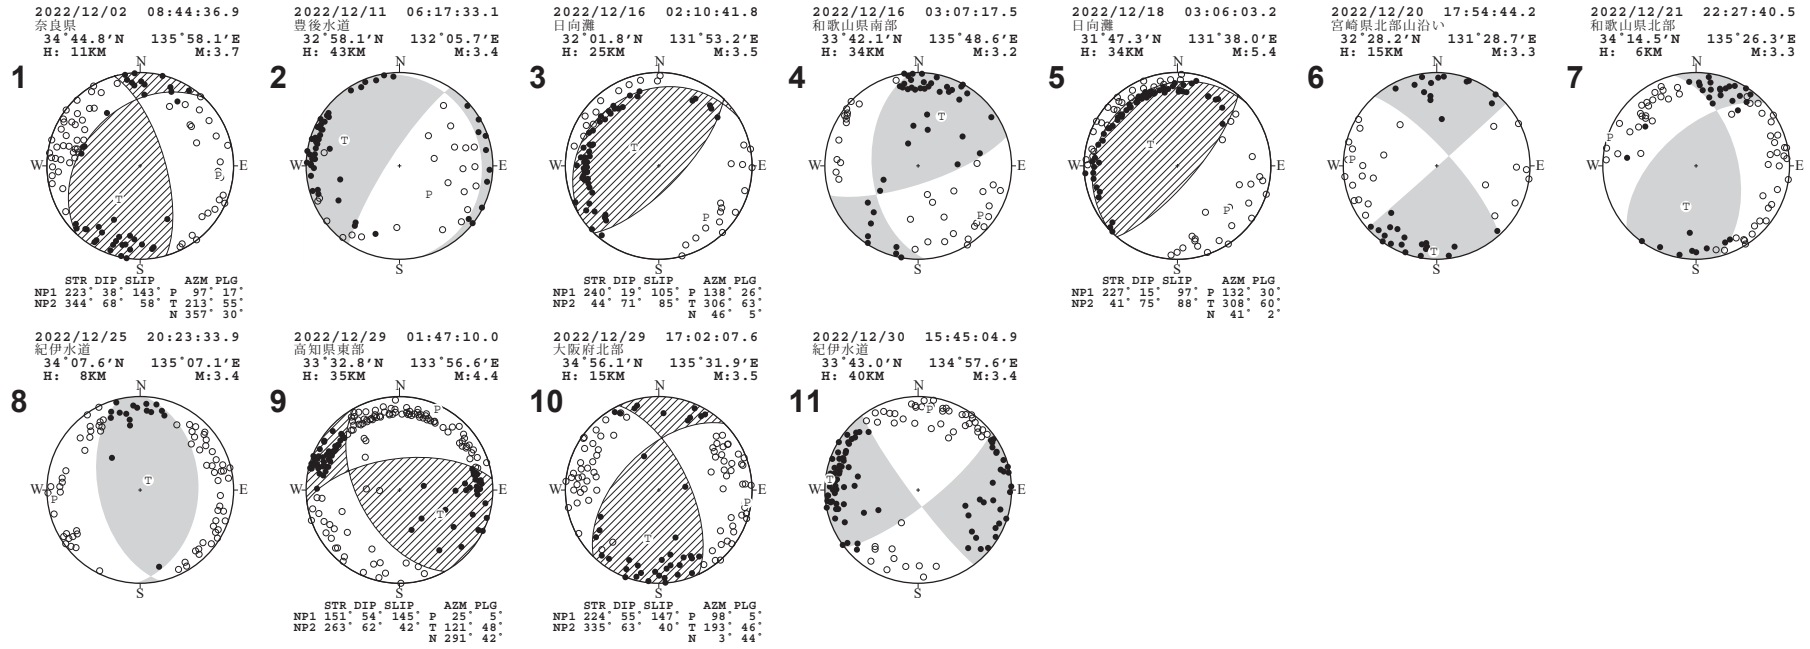 1
2022/12/02 08:44:36.9
奈良県
34°44.8'N 135°58.1'E
H: 11KM M:3.7
N
W E
S
P
T
STR DIP SLIP AZM PLG
NP1 223° 38° 143° P 97° 17°
NP2 344° 68° 58° T 213° 55°
N 357° 30°
2
2022/12/11 06:17:33.1
豊後水道
32°58.1'N 132°05.7'E
H: 43KM M:3.4
N
W E
S
T
P
3
2022/12/16 02:10:41.8
日向灘
32°01.8'N 131°53.2'E
H: 25KM M:3.5
N
W E
S
T
P
STR DIP SLIP AZM PLG
NP1 240° 19° 105° P 138° 26°
NP2 44° 71° 85° T 306° 63°
N 46° 5°
4
2022/12/16 03:07:17.5
和歌山県南部
33°42.1'N 135°48.6'E
H: 34KM M:3.2
N
W E
S
T
P
5
2022/12/18 03:06:03.2
日向灘
31°47.3'N 131°38.0'E
H: 34KM M:5.4
N
W E
S
T
P
STR DIP SLIP AZM PLG
NP1 227° 15° 97° P 132° 30°
NP2 41° 75° 88° T 308° 60°
N 41° 2°
6
2022/12/20 17:54:44.2
宮崎県北部山沿い
32°28.2'N 131°28.7'E
H: 15KM M:3.3
N
W E
S
P
T
7
2022/12/21 22:27:40.5
和歌山県北部
34°14.5'N 135°26.3'E
H: 6KM M:3.3
N
W E
S
P
T
8
2022/12/25 20:23:33.9
紀伊水道
34°07.6'N 135°07.1'E
H: 8KM M:3.4
N
W E
S
T
P
9
2022/12/29 01:47:10.0
高知県東部
33°32.8'N 133°56.6'E
H: 35KM M:4.4
N
W E
S
P
T
STR DIP SLIP AZM PLG
NP1 151° 54° 145° P 25° 5°
NP2 263° 62° 42° T 121° 48°
N 291° 42°
10
2022/12/29 17:02:07.6
大阪府北部
34°56.1'N 135°31.9'E
H: 15KM M:3.5
N
W E
S
P
T
STR DIP SLIP AZM PLG
NP1 224° 55° 147° P 98° 5°
NP2 335° 63° 40° T 193° 46°
N 3° 44°
11
2022/12/30 15:45:04.9
紀伊水道
33°43.0'N 134°57.6'E
H: 40KM M:3.4
N
W E
S
P
T